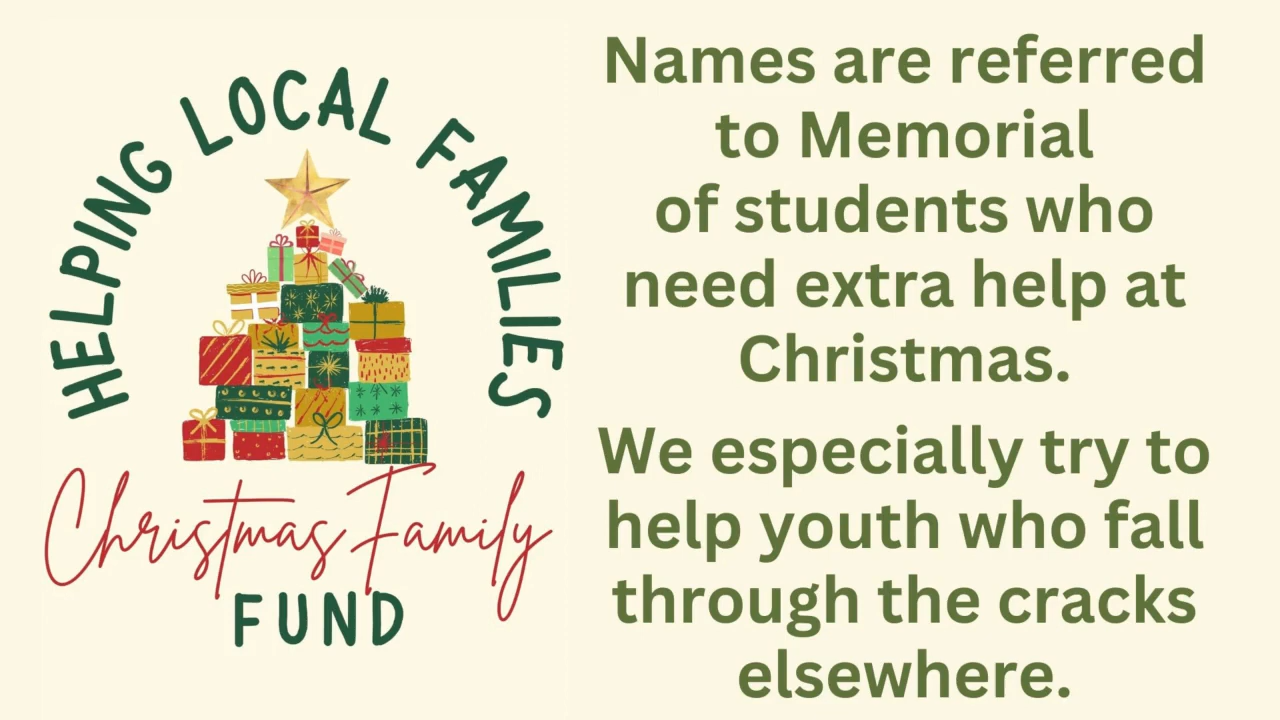 HELPING LOCAL FAMILIES
Christmas Family
FUND
Names are referred
to Memorial
of students who
need extra help at
Christmas.
We especially try to
help youth who fall
through the cracks
elsewhere.